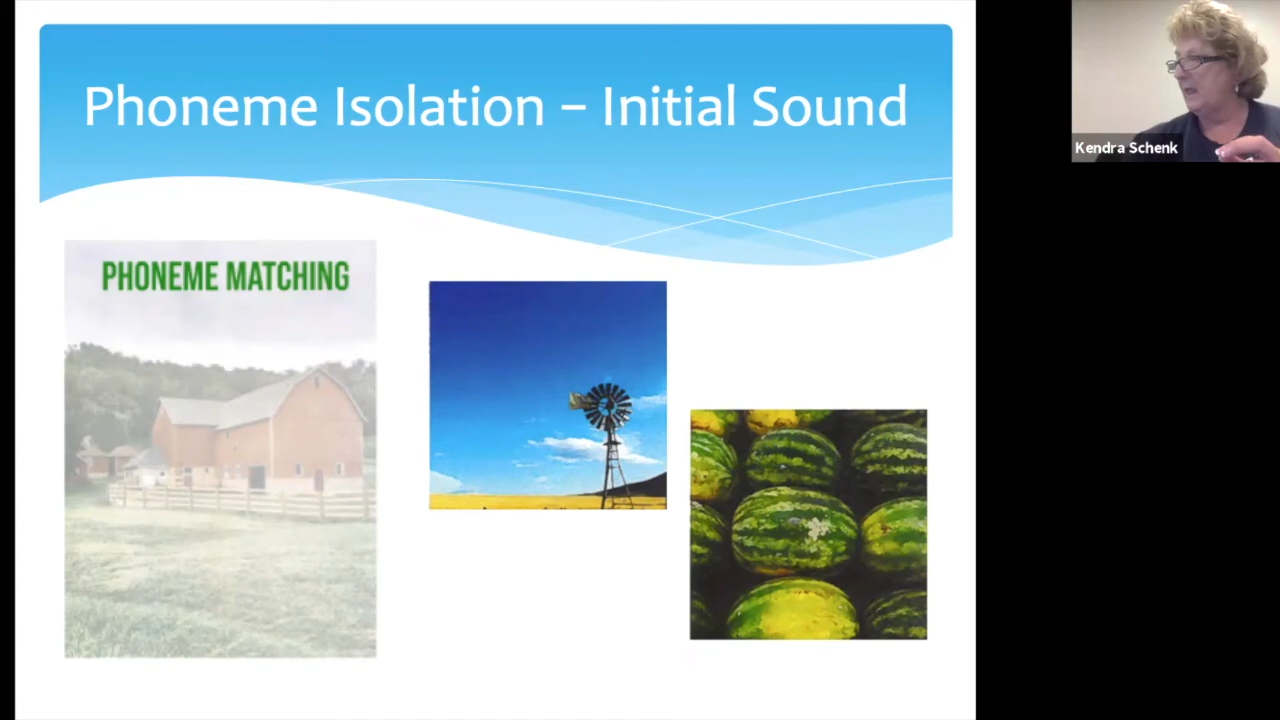 Phoneme Isolation – Initial Sound
Kendra Schenk
PHONEME MATCHING